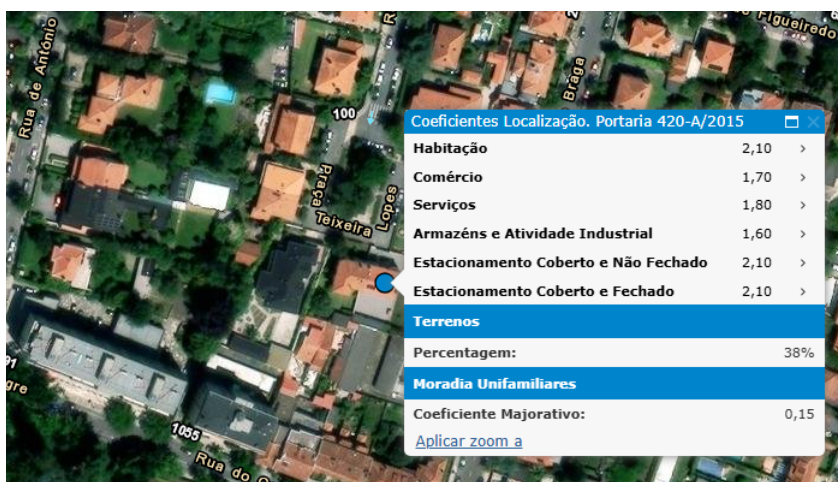 Rua de António
R
Figueiredo
Braga
100
Praça
Teixeira Lopes
Coeficientes Localização. Portaria 420-A/2015
Habitação 2,10 >
Comércio 1,70 >
Serviços 1,80 >
Armazéns e Atividade Industrial 1,60 >
Estacionamento Coberto e Não Fechado 2,10 >
Estacionamento Coberto e Fechado 2,10 >
Terrenos
Percentagem: 38%
Moradia Unifamiliares
Coeficiente Majorativo: 0,15
Aplicar zoom a
91
gre
1055
Rua do